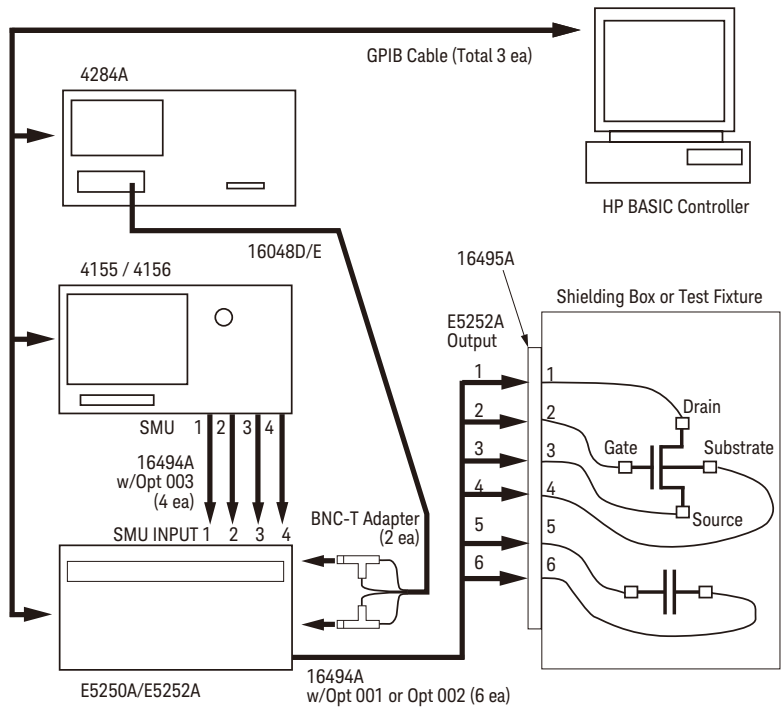 GPIB Cable (Total 3 ea)
4284A
HP BASIC Controller
16048D/E
16495A
4155 / 4156
Shielding Box or Test Fixture
E5252A
Output
1
1
2
2
3
3
4
4
5
5
6
6
Drain
Gate
Substrate
Source
SMU 1 2 3 4
16494A
w/Opt 003
(4 ea)
BNC-T Adapter
(2 ea)
SMU INPUT 1 2 3 4
E5250A/E5252A
16494A
w/Opt 001 or Opt 002 (6 ea)